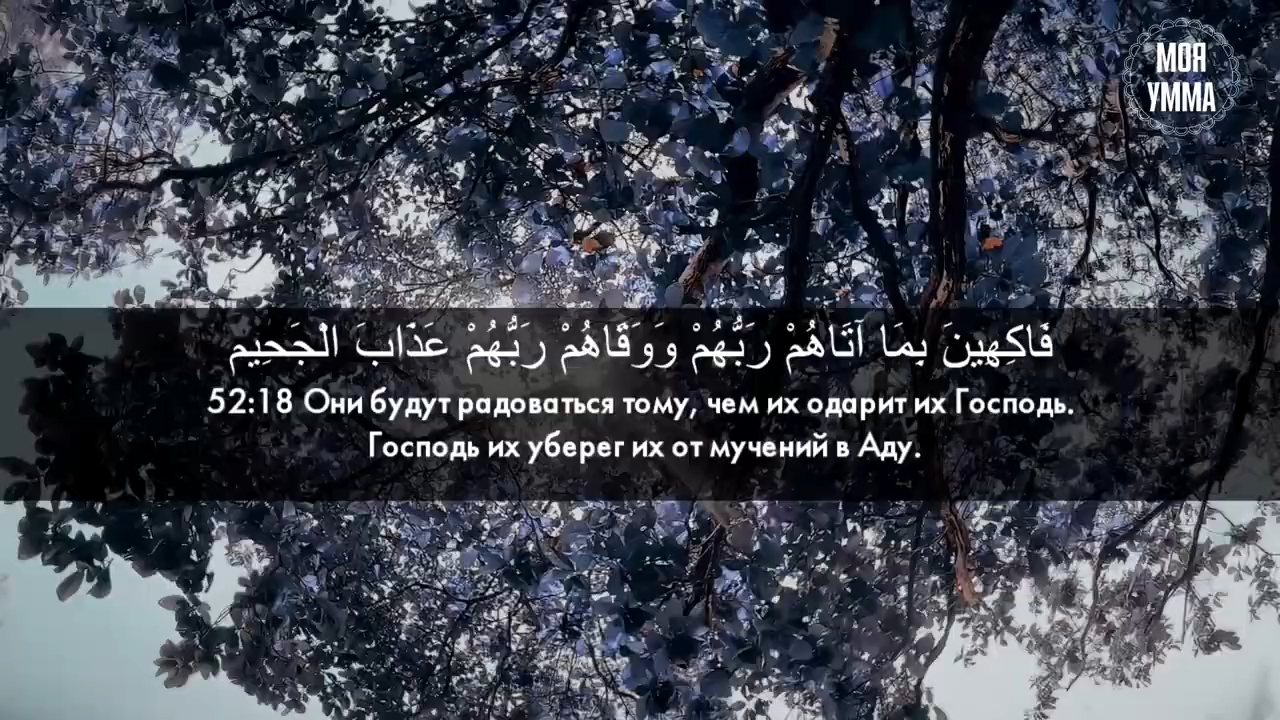 МОЯ
УММА
فَاكِهِينَ بِمَا آتَاهُمْ رَبُّهُمْ وَوَقَاهُمْ رَبُّهُمْ عَذَابَ الْجَحِيمِ
52:18 Они будут радоваться тому, чем их одарит их Господь.
Господь их уберег их от мучений в Аду.